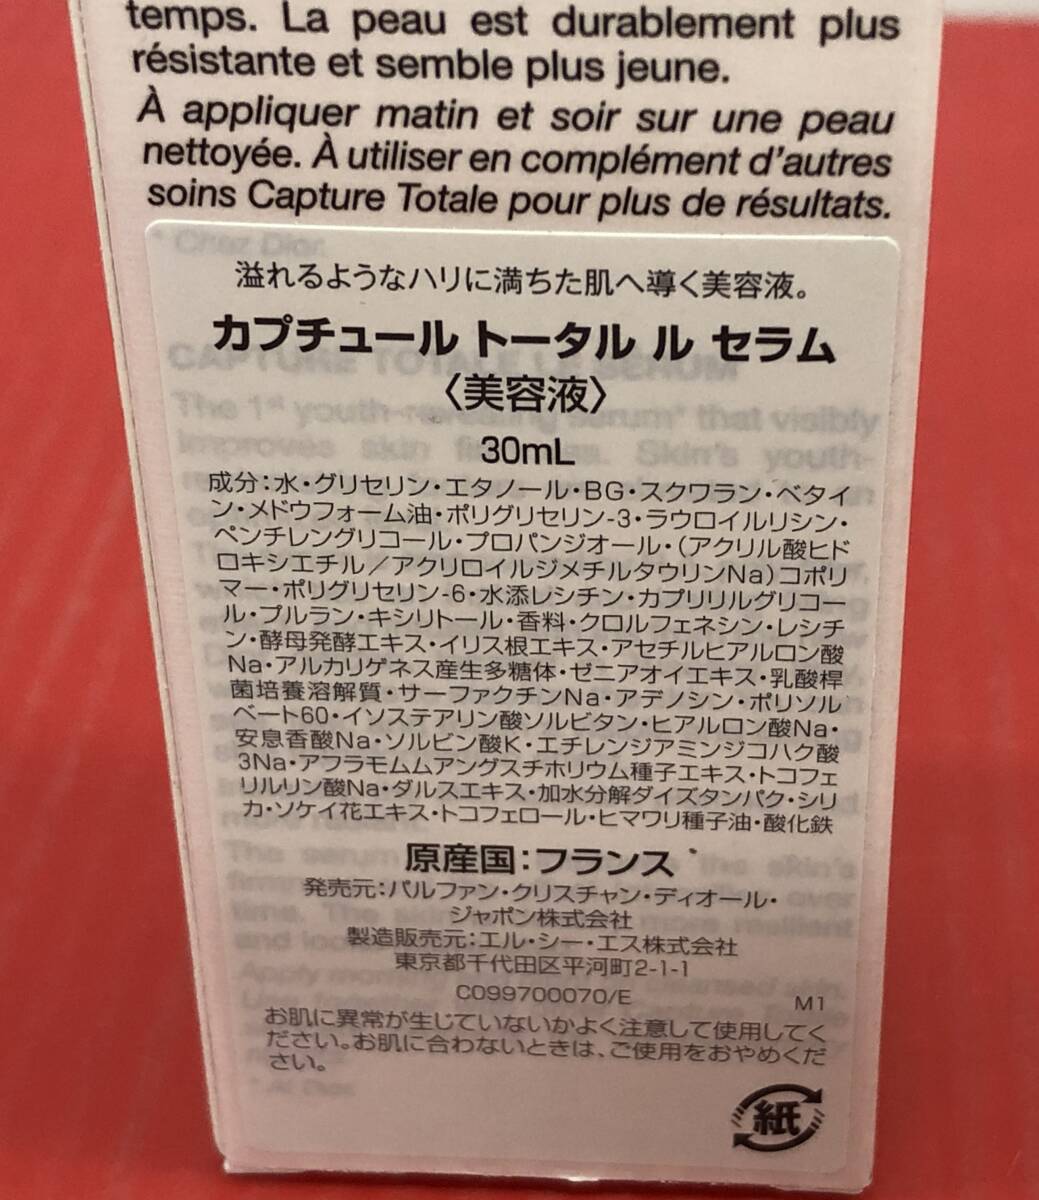 temps. La peau est durablement plus
résistante et semble plus jeune.
À appliquer matin et soir sur une peau
nettoyée. À utiliser en complément d'autres
soins Capture Totale pour plus de résultats.
* Chez Dior.
溢れるようなハリに満ちた肌へ導く美容液。
カプチュール トータル ル セラム
〈美容液〉
30mL
成分：水・グリセリン・エタノール・BG・スクワラン・ベタイ
ン・メドウフォーム油・ポリグリセリン-3・ラウロイルリシン・
ペンチレングリコール・プロパンジオール・（アクリル酸ヒド
ロキシエチル／アクリロイルジメチルタウリンNa）コポリ
マー・ポリグリセリン-6・水添レシチン・カプリリルグリコー
ル・プルラン・キシリトール・香料・クロルフェネシン・レシチ
ン・酵母発酵エキス・イリス根エキス・アセチルヒアルロン酸
Na・アルカリゲネス産生多糖体・ゼニアオイエキス・乳酸桿
菌培養溶解質・サーファクチンNa・アデノシン・ポリソル
ベート60・イソステアリン酸ソルビタン・ヒアルロン酸Na・
安息香酸Na・ソルビン酸K・エチレンジアミンジコハク酸
3Na・アフラモムムアングスチホリウム種子エキス・トコフェ
リルリン酸Na・ダルスエキス・加水分解ダイズタンパク・シリ
カ・ソケイ花エキス・トコフェロール・ヒマワリ種子油・酸化鉄
原産国：フランス
発売元：パルファン・クリスチャン・ディオール・
ジャポン株式会社
製造販売元：エル・シー・エス株式会社
東京都千代田区平河町2-1-1
C099700070/E
M1
お肌に異常が生じていないかよく注意して使用してく
ださい。お肌に合わないときは、ご使用をおやめくだ
さい。
紙